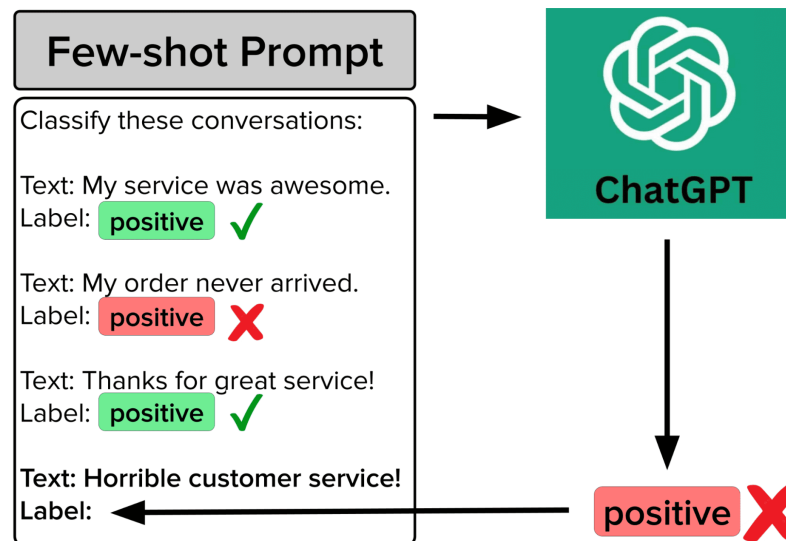 Few-shot Prompt
Classify these conversations:
Text: My service was awesome.
Label: positive
Text: My order never arrived.
Label: positive
Text: Thanks for great service!
Label: positive
Text: Horrible customer service!
Label:
ChatGPT
positive